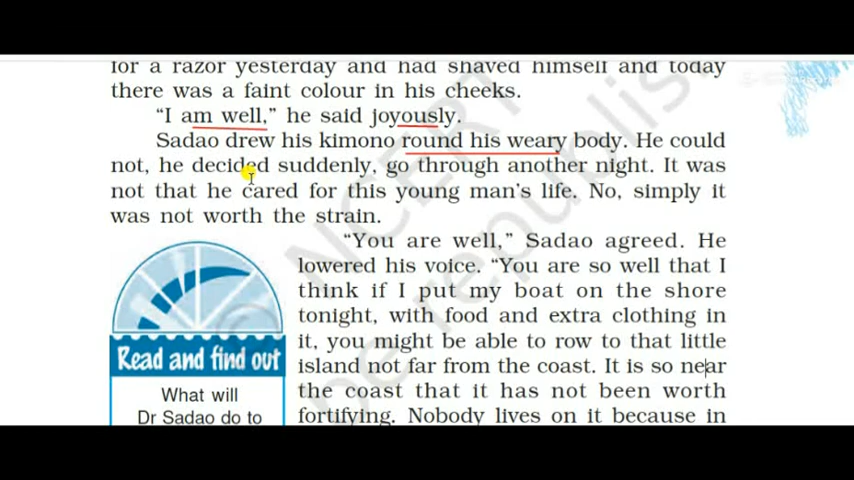 for a razor yesterday and had shaved himself and today
there was a faint colour in his cheeks.
“I am well,” he said joyously.
Sadao drew his kimono round his weary body. He could
not, he decided suddenly, go through another night. It was
not that he cared for this young man’s life. No, simply it
was not worth the strain.
“You are well,” Sadao agreed. He
lowered his voice. “You are so well that I
think if I put my boat on the shore
tonight, with food and extra clothing in
it, you might be able to row to that little
island not far from the coast. It is so near
the coast that it has not been worth
fortifying. Nobody lives on it because in
Read and find out
What will
Dr Sadao do to
© NCERT
be republis